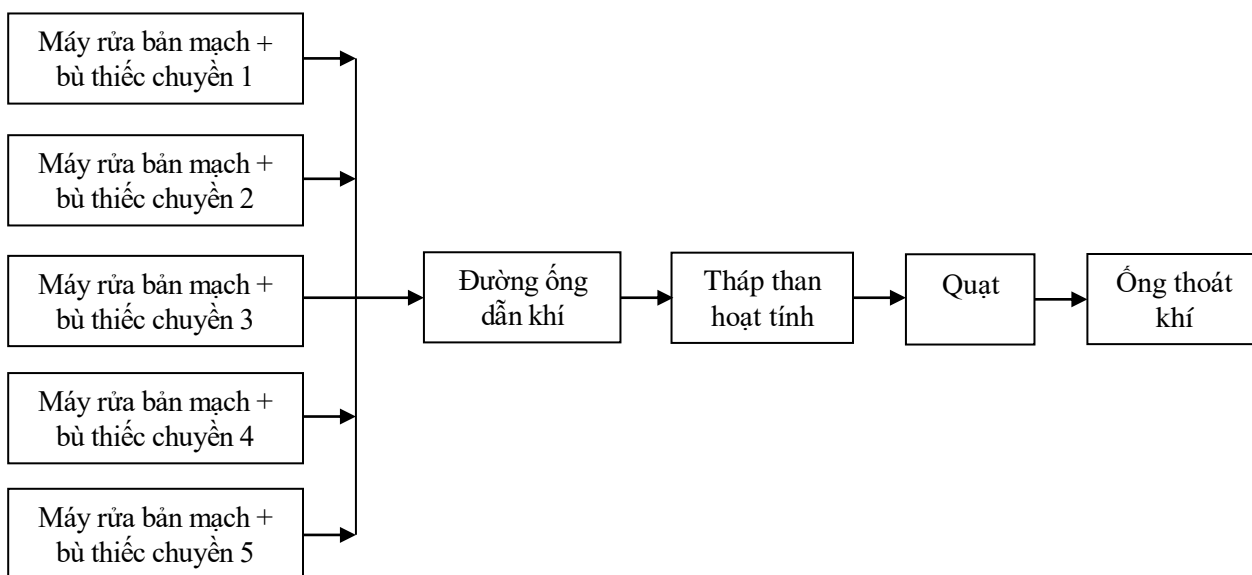 Máy rửa bản mạch +
bù thiếc chuyền 1
Máy rửa bản mạch +
bù thiếc chuyền 2
Máy rửa bản mạch +
bù thiếc chuyền 3
Máy rửa bản mạch +
bù thiếc chuyền 4
Máy rửa bản mạch +
bù thiếc chuyền 5
Đường ống
dẫn khí
Tháp than
hoạt tính
Quạt
Ống thoát
khí